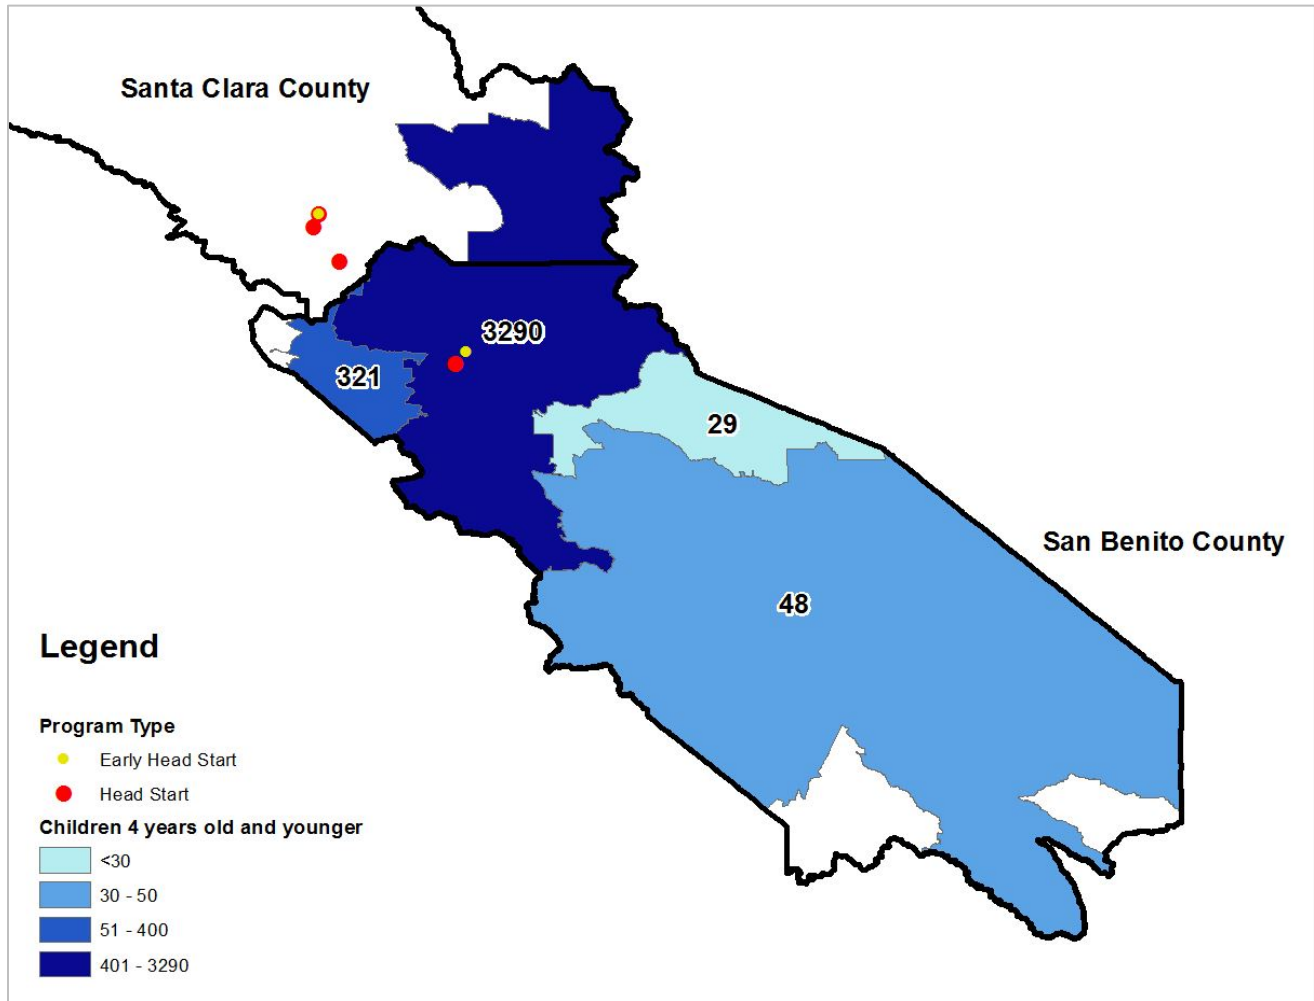 Santa Clara County
3290
321
29
San Benito County
48
Legend
Program Type
Early Head Start
Head Start
Children 4 years old and younger
<30
30 - 50
51 - 400
401 - 3290